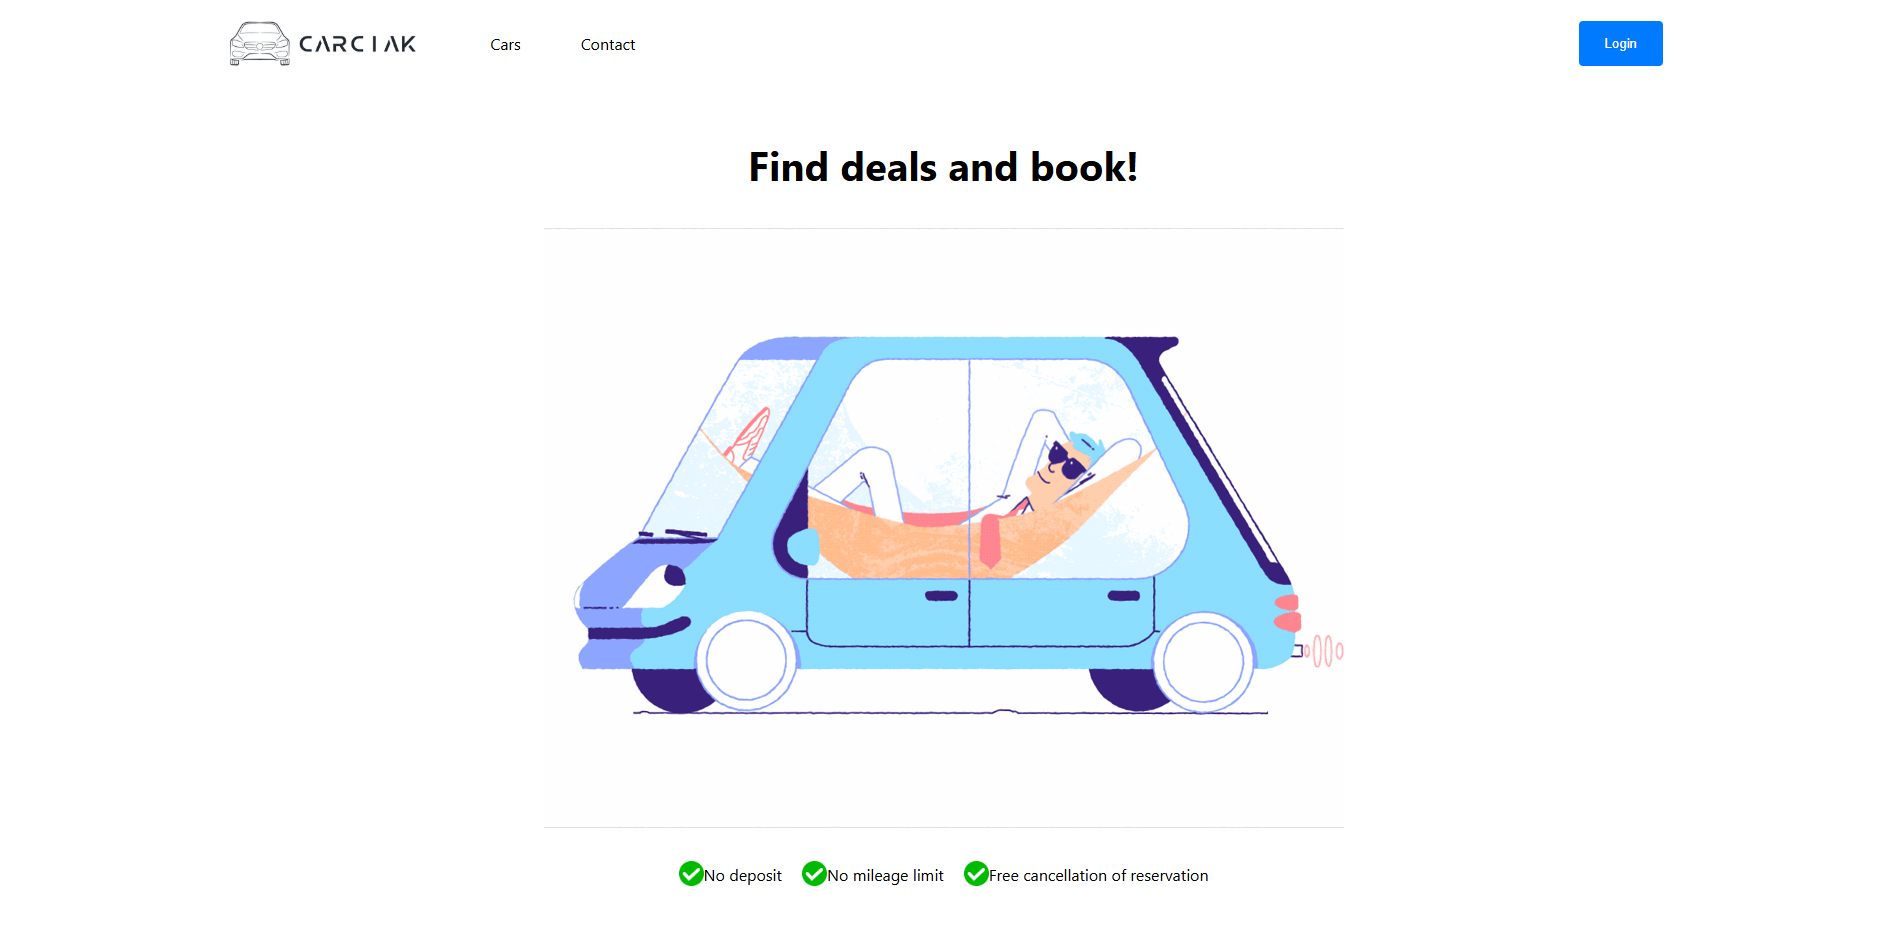 CARCIAK Cars Contact Login
Find deals and book!
No deposit No mileage limit Free cancellation of reservation